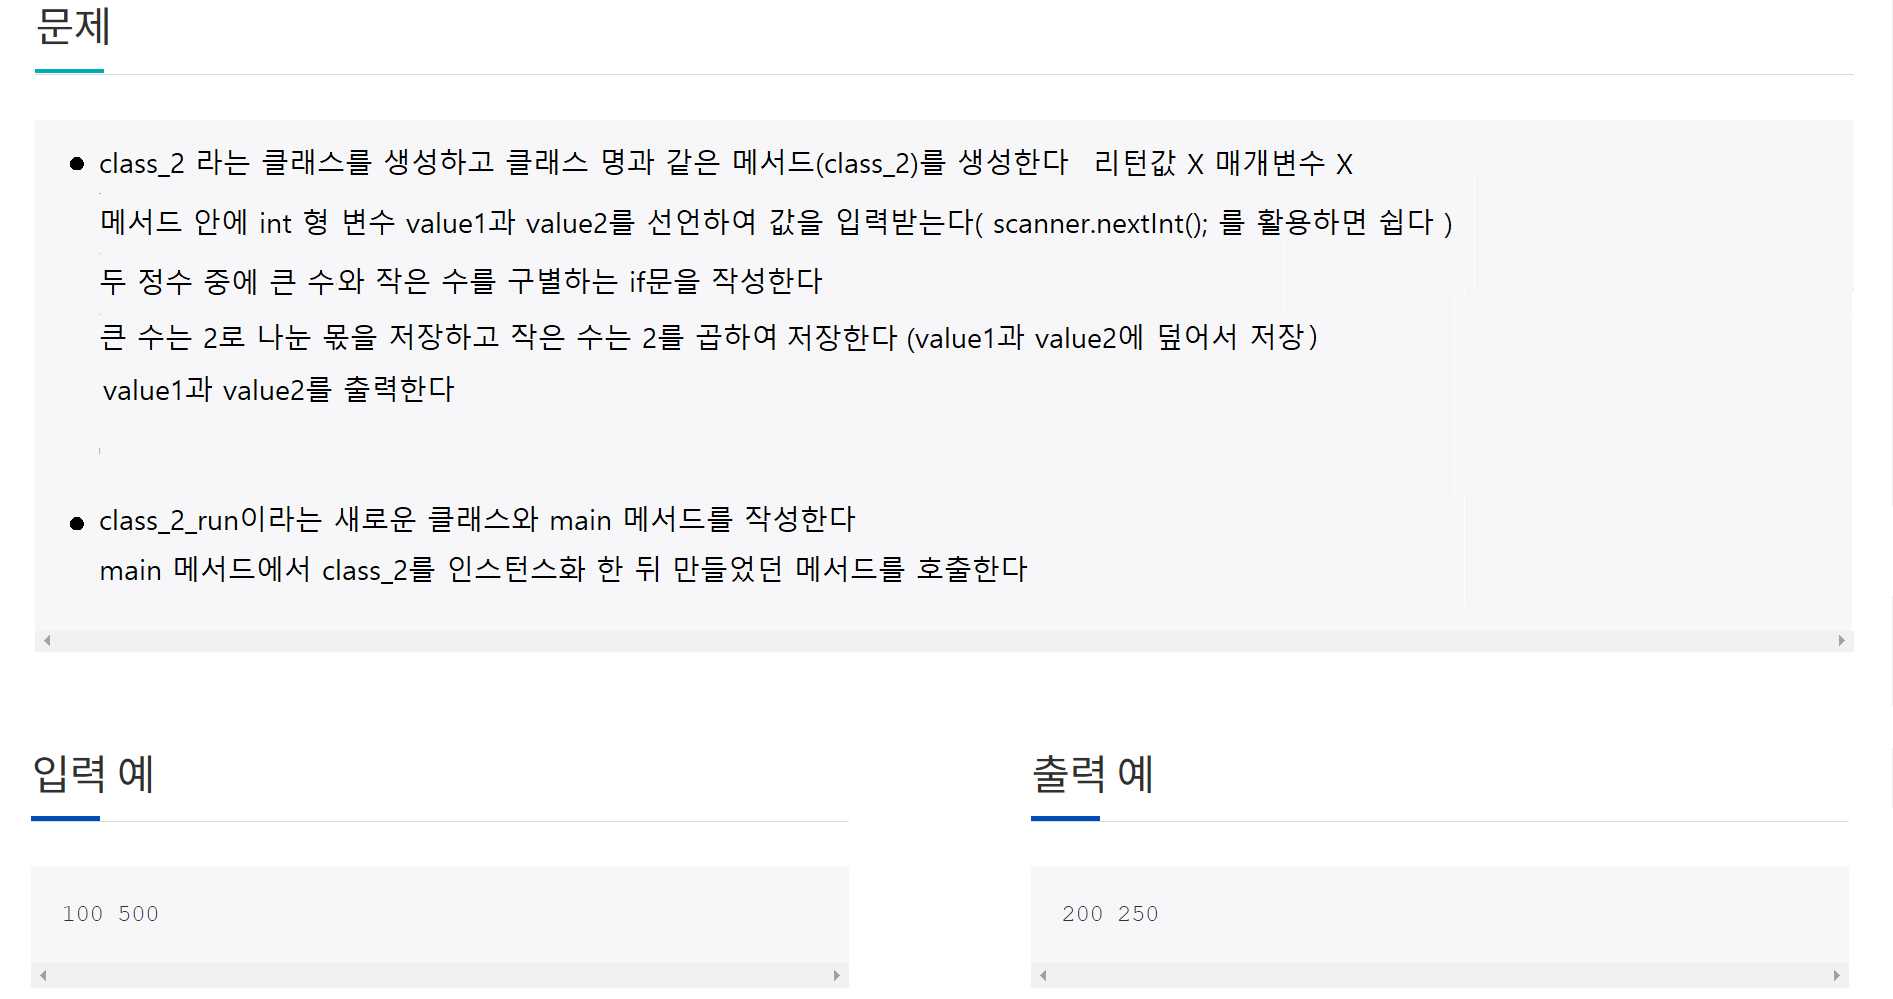 문제
class_2 라는 클래스를 생성하고 클래스 명과 같은 메서드(class_2)를 생성한다 리턴값 X 매개변수 X
메서드 안에 int 형 변수 value1과 value2를 선언하여 값을 입력받는다( scanner.nextInt(); 를 활용하면 쉽다 )
두 정수 중에 큰 수와 작은 수를 구별하는 if문을 작성한다
큰 수는 2로 나눈 몫을 저장하고 작은 수는 2를 곱하여 저장한다 (value1과 value2에 덮어서 저장)
value1과 value2를 출력한다
class_2_run이라는 새로운 클래스와 main 메서드를 작성한다
main 메서드에서 class_2를 인스턴스화 한 뒤 만들었던 메서드를 호출한다
입력 예
100 500
출력 예
200 250